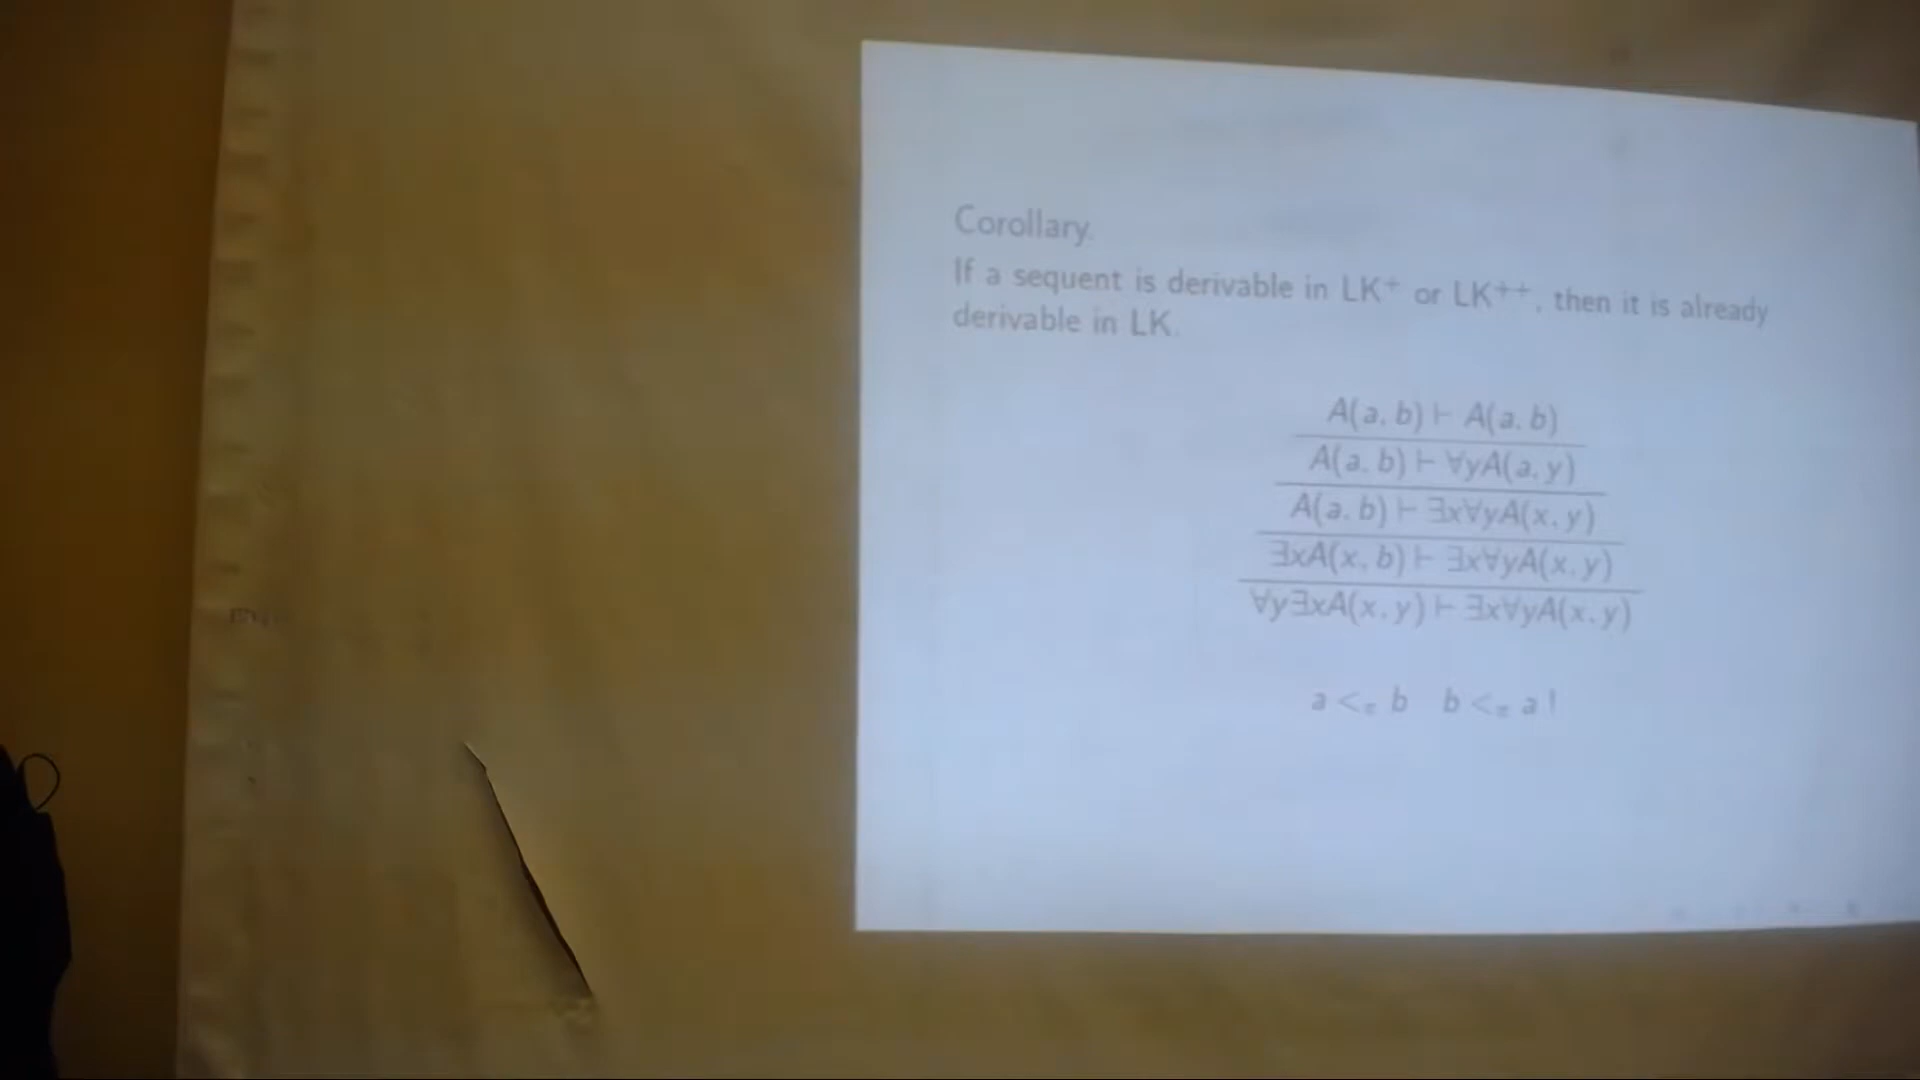 Corollary.
If a sequent is derivable in LK⁺ or LK⁺⁺, then it is already
derivable in LK.
A(a, b) ⊢ A(a, b)
A(a, b) ⊢ ∀yA(a, y)
A(a, b) ⊢ ∃x∀yA(x, y)
∃xA(x, b) ⊢ ∃x∀yA(x, y)
∀y∃xA(x, y) ⊢ ∃x∀yA(x, y)
a <π b b <π a !